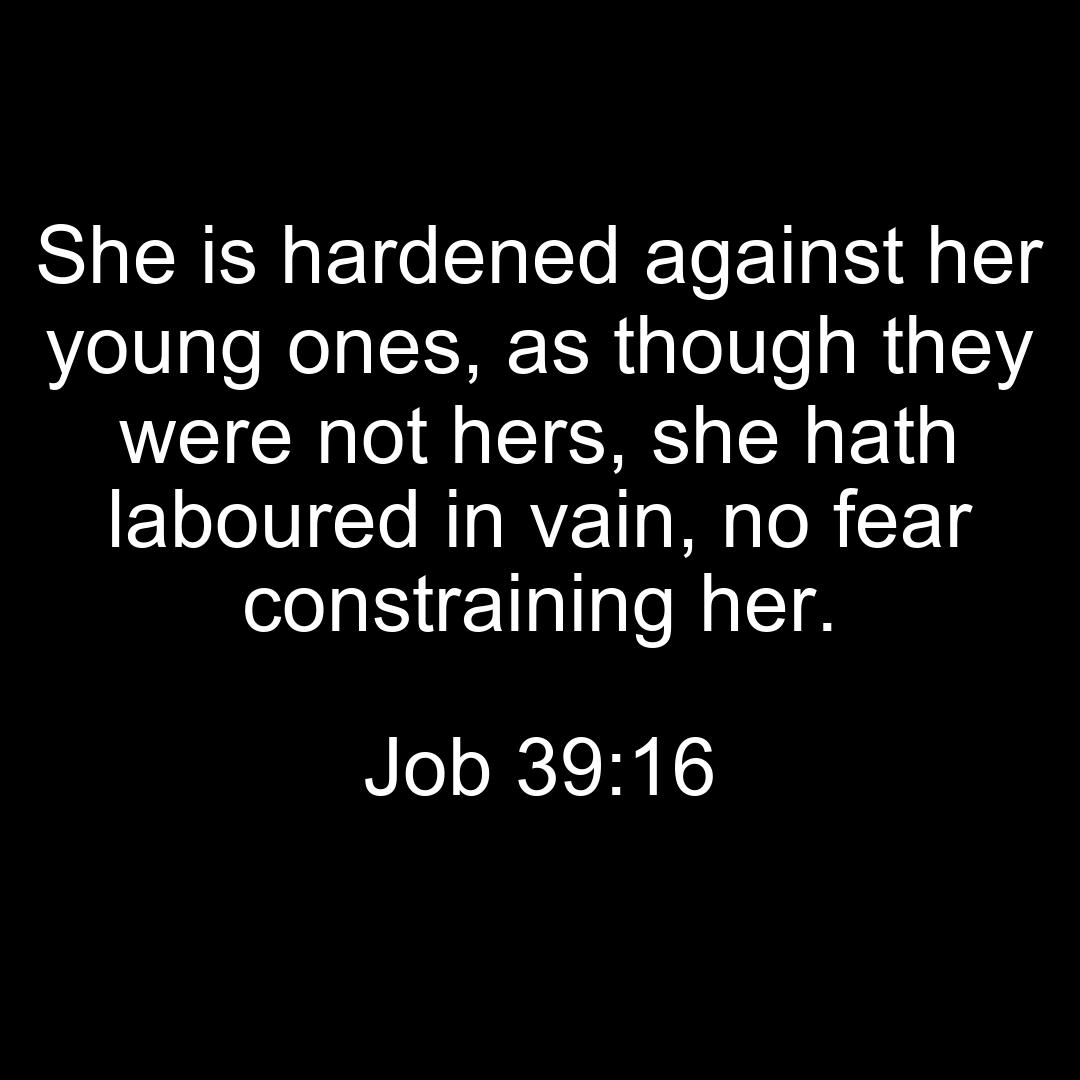 She is hardened against her
young ones, as though they
were not hers, she hath
laboured in vain, no fear
constraining her.
Job 39:16